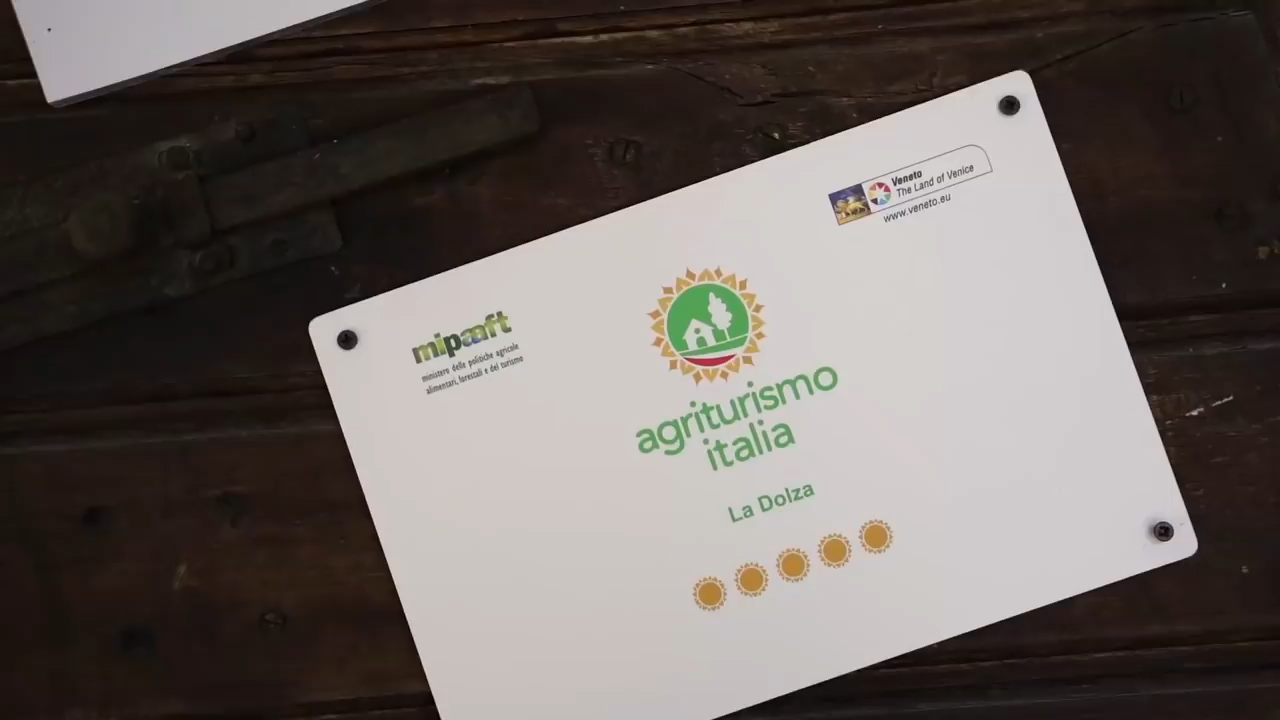 Veneto
The Land of Venice
www.veneto.eu
mipaaft
ministero delle politiche agricole
alimentari, forestali e del turismo
agriturismo
italia
La Dolza